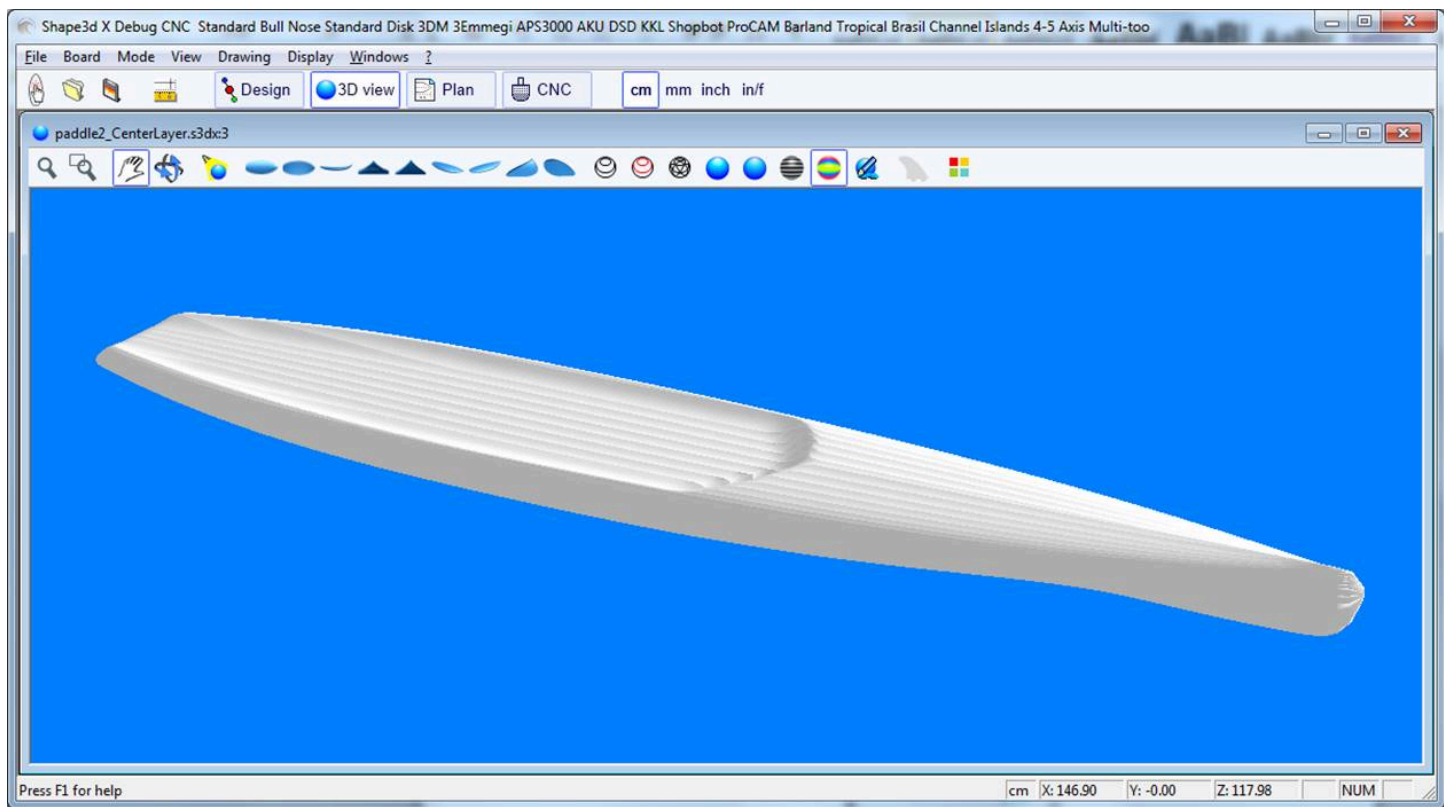 Shape3d X Debug CNC Standard Bull Nose Standard Disk 3DM 3Emmegi APS3000 AKU DSD KKL Shopbot ProCAM Barland Tropical Brasil Channel Islands 4-5 Axis Multi-too
File Board Mode View Drawing Display Windows ?
Design 3D view Plan CNC cm mm inch in/f
paddle2_CenterLayer.s3dx:3
Press F1 for help cm X: 146.90 Y: -0.00 Z: 117.98 NUM